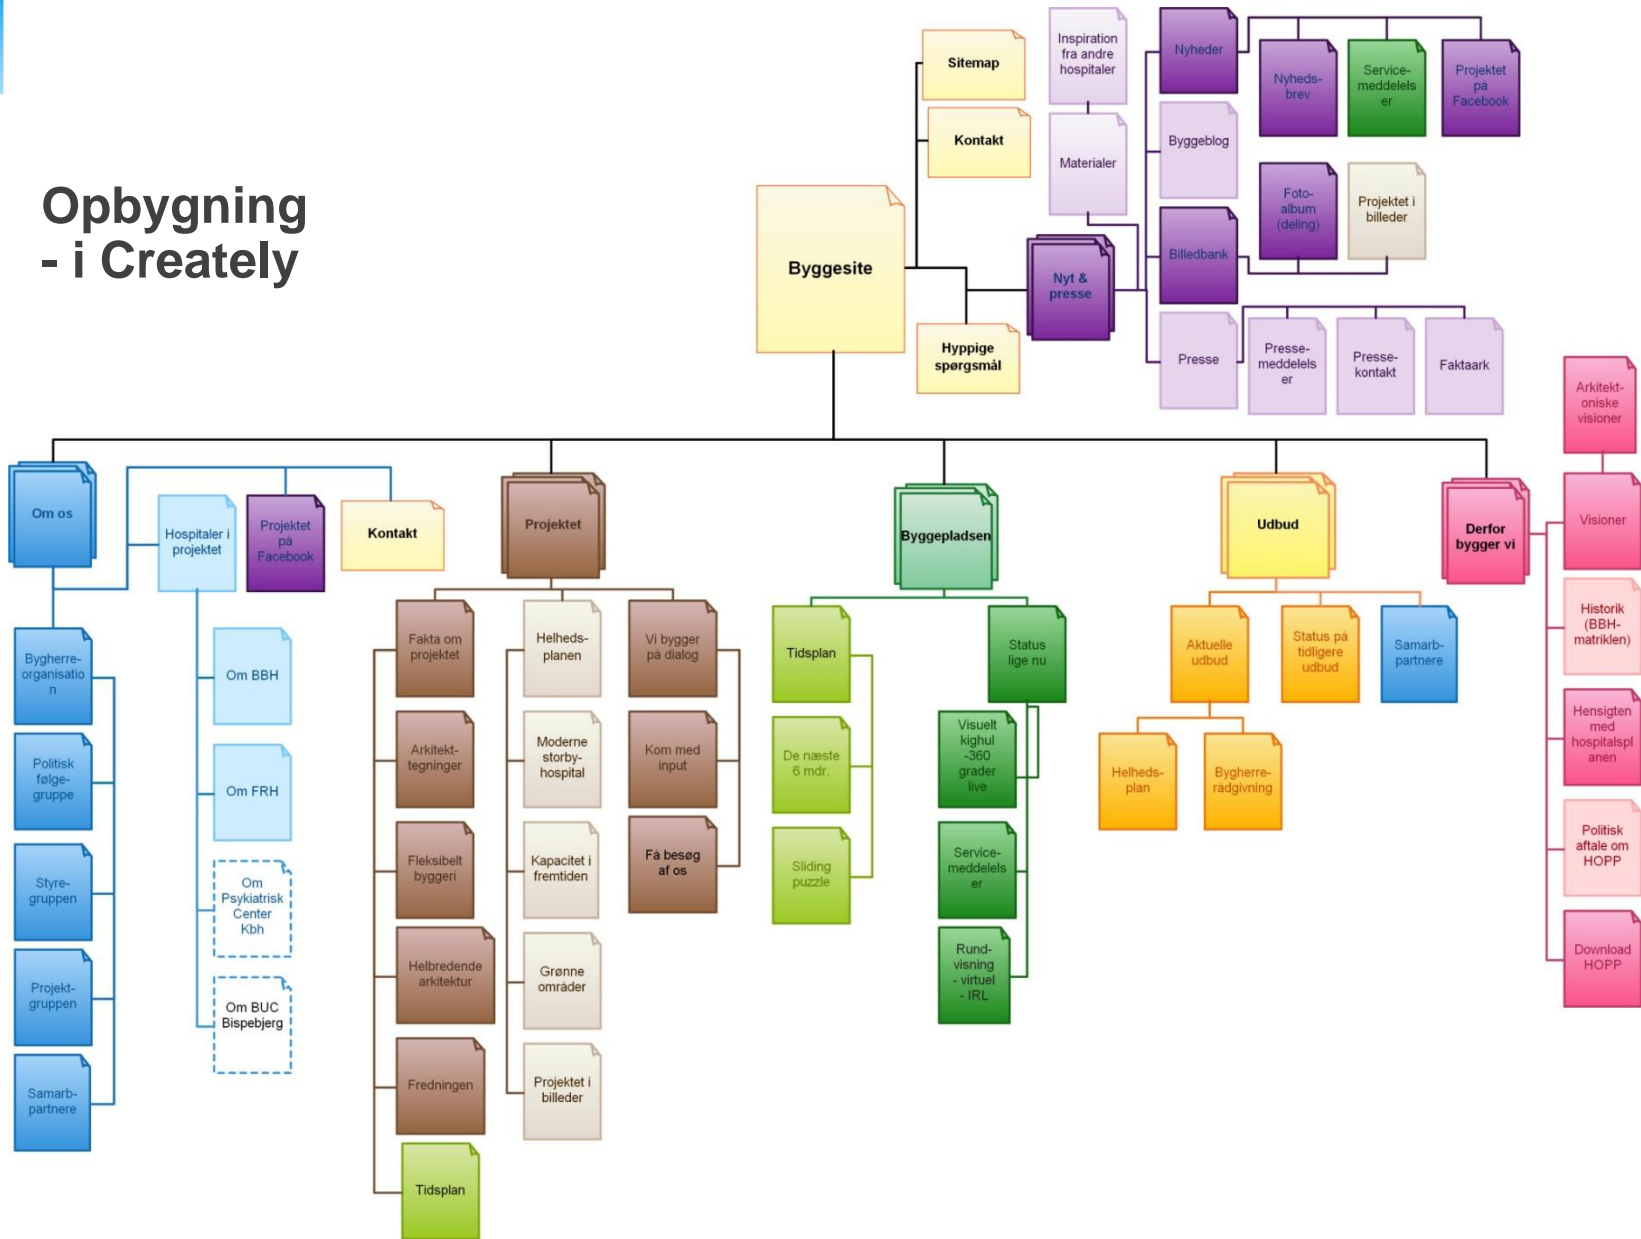 Opbygning
- i Creately
Sitemap
Kontakt
Byggesite
Hyppige
spørgsmål
Inspiration
fra andre
hospitaler
Materialer
Nyt &
presse
Nyheder
Nyheds-
brev
Service-
meddelels
er
Projektet
på
Facebook
Byggeblog
Billedbank
Foto-
album
(deling)
Projektet i
billeder
Presse
Presse-
meddelels
er
Presse-
kontakt
Faktaark
Om os
Hospitaler i
projektet
Projektet
på
Facebook
Kontakt
Bygherre-
organisatio
n
Politisk
følge-
gruppe
Styre-
gruppen
Projekt-
gruppen
Samarb-
partnere
Om BBH
Om FRH
Om
Psykiatrisk
Center
Kbh
Om BUC
Bispebjerg
Projektet
Fakta om
projektet
Arkitekt-
tegninger
Fleksibelt
byggeri
Helbredende
arkitektur
Fredningen
Tidsplan
Helheds-
planen
Moderne
storby-
hospital
Kapacitet i
fremtiden
Grønne
områder
Projektet i
billeder
Vi bygger
på dialog
Kom med
input
Få besøg
af os
Byggepladsen
Tidsplan
De næste
6 mdr.
Sliding
puzzle
Status
lige nu
Visuelt
kighul
-360
grader
live
Service-
meddelels
er
Rund-
visning
- virtuel
- IRL
Udbud
Aktuelle
udbud
Status på
tidligere
udbud
Samarb-
partnere
Helheds-
plan
Bygherre-
rådgivning
Derfor
bygger vi
Arkitekt-
oniske
visioner
Visioner
Historik
(BBH-
matriklen)
Hensigten
med
hospitalspl
anen
Politisk
aftale om
HOPP
Download
HOPP